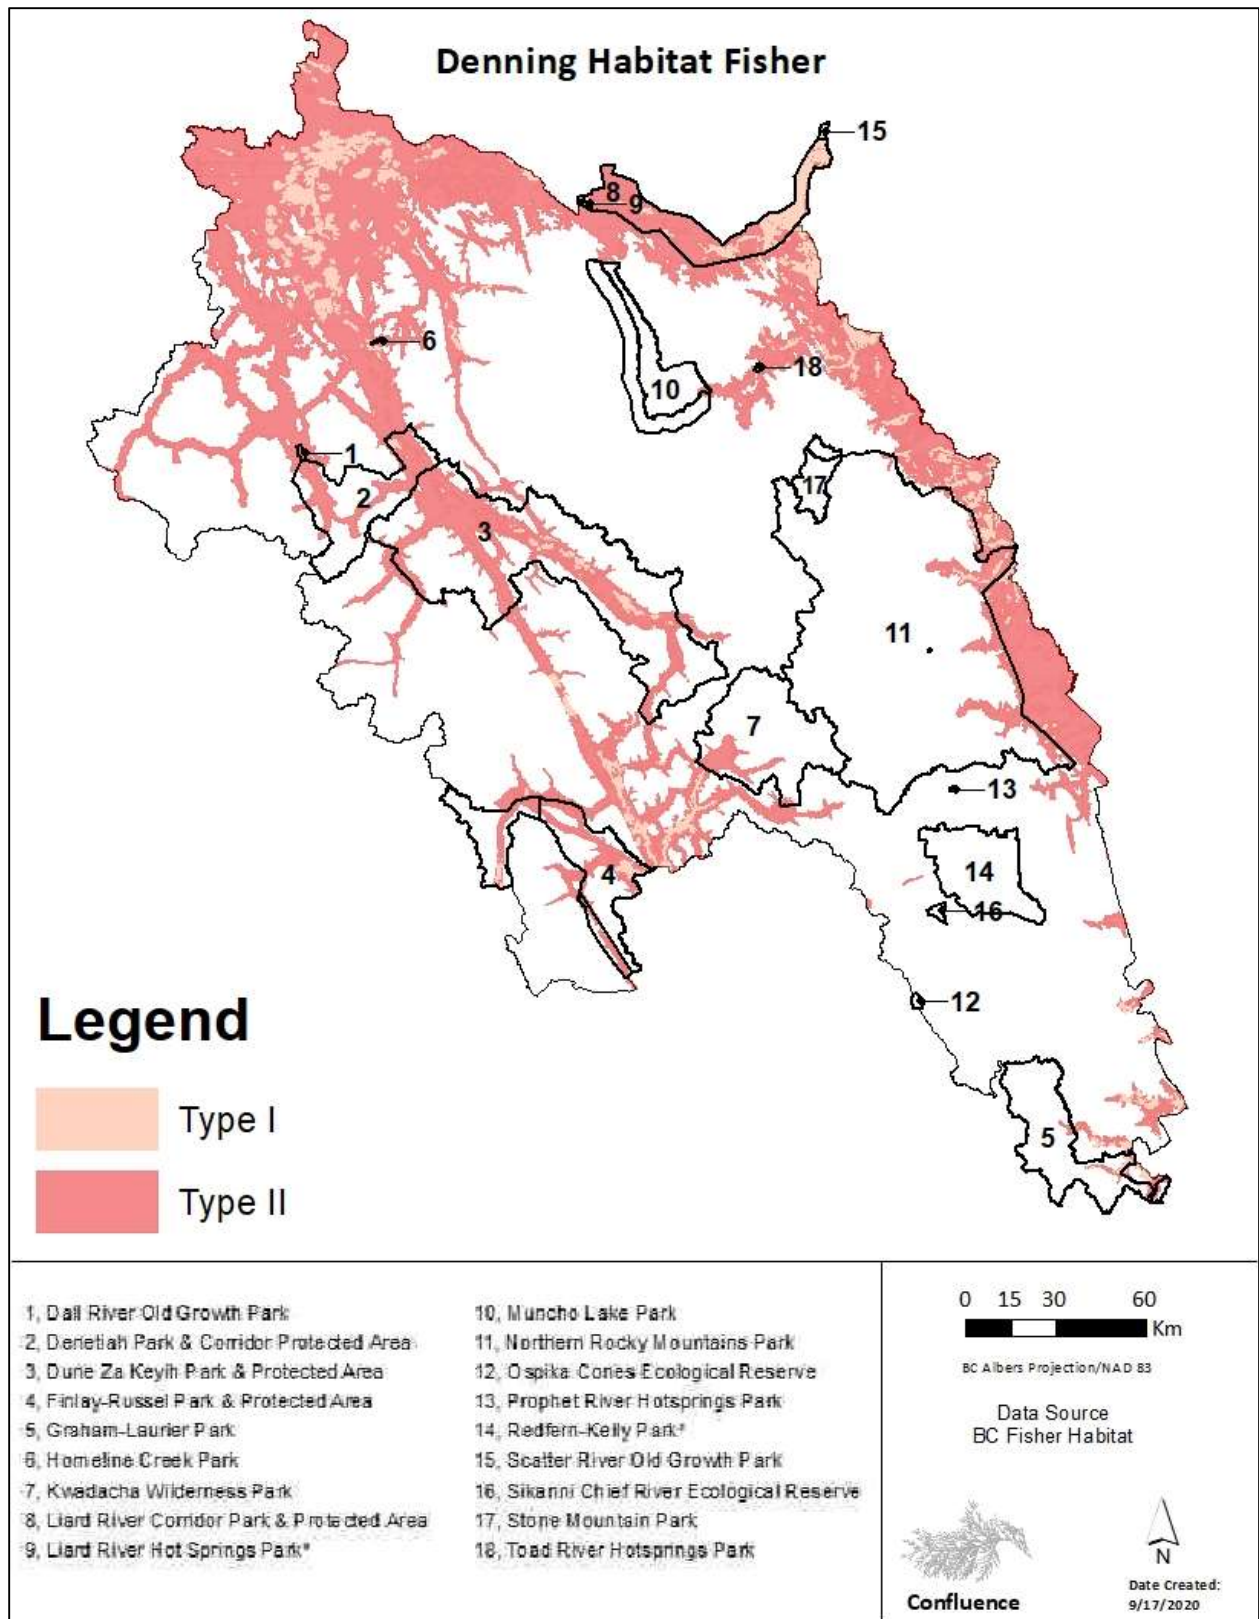 Denning Habitat Fisher
15
8
9
6
18
10
1
2
17
3
11
7
13
14
4
16
12
5
Legend
Type I
Type II
1, Dall River Old Growth Park
2, Denetiah Park & Corridor Protected Area
3, Dune Za Keyih Park & Protected Area
4, Finlay-Russel Park & Protected Area
5, Graham-Laurier Park
6, Horneline Creek Park
7, Kwadacha Wilderness Park
8, Liard River Corridor Park & Protected Area
9, Liard River Hot Springs Park*
10, Muncho Lake Park
11, Northern Rocky Mountains Park
12, Ospika Cones Ecological Reserve
13, Prophet River Hotsprings Park
14, Redfern-Kelly Park*
15, Scatter River Old Growth Park
16, Sikanni Chief River Ecological Reserve
17, Stone Mountain Park
18, Toad River Hotsprings Park
0 15 30 60
Km
BC Albers Projection/NAD 83
Data Source
BC Fisher Habitat
Confluence
N
Date Created:
9/17/2020